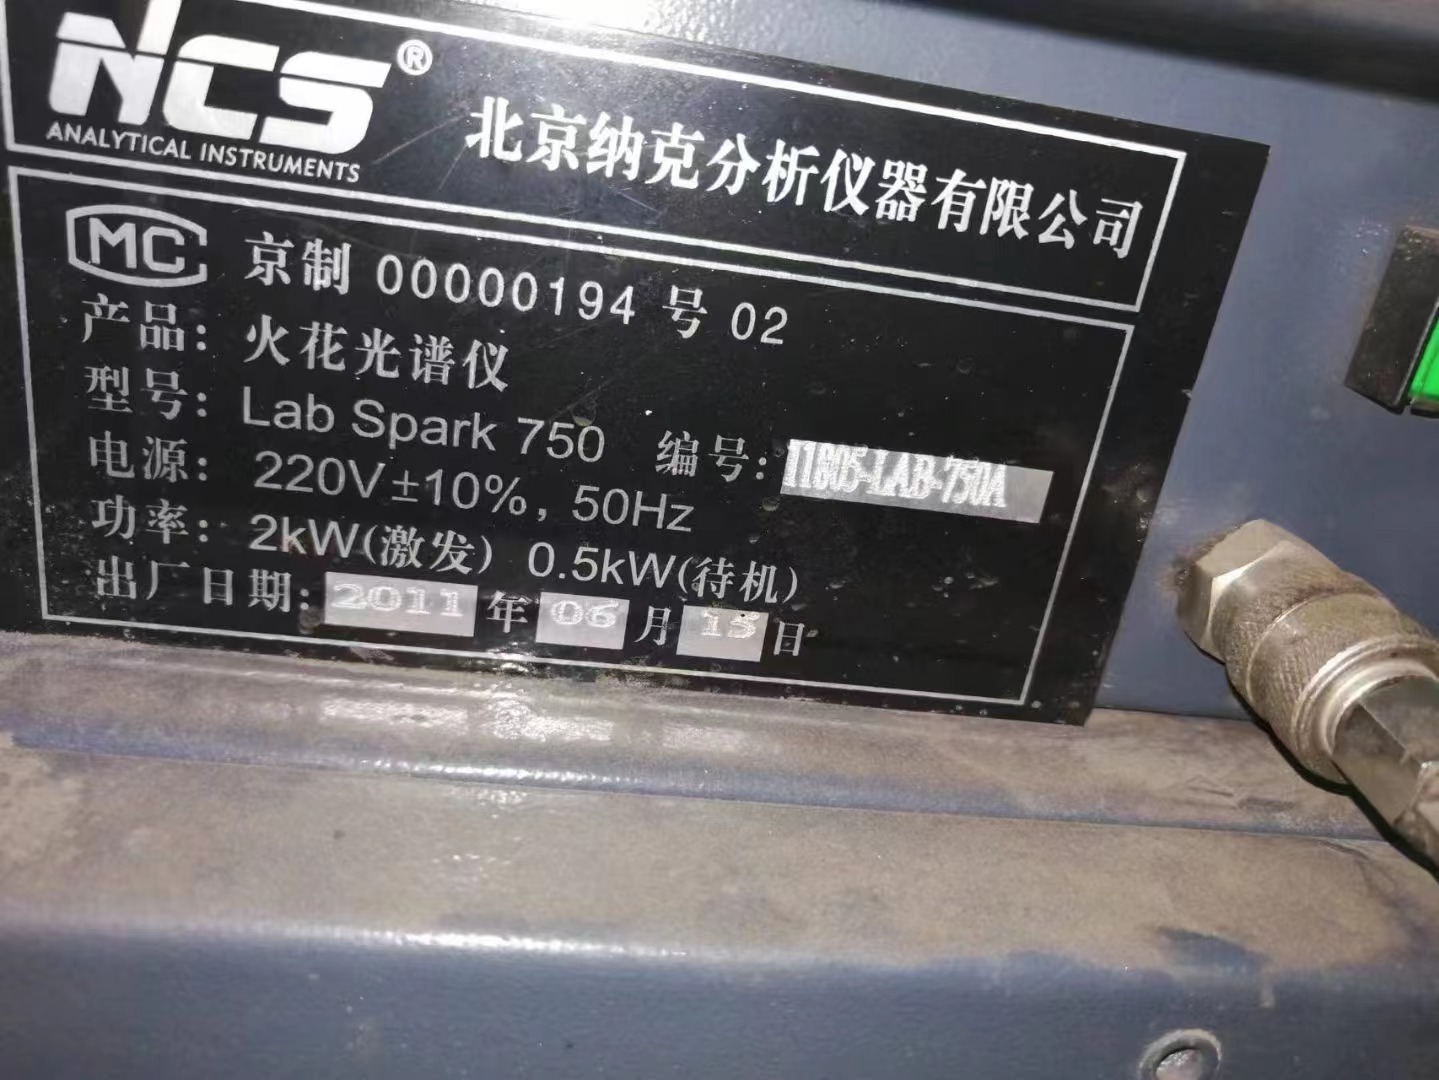 NCS®
ANALYTICAL INSTRUMENTS
北京纳克分析仪器有限公司
MC 京制 00000194 号 02
产品: 火花光谱仪
型号: Lab Spark 750 编号: 11605-LAB-750A
电源: 220V±10%, 50Hz
功率: 2kW(激发) 0.5kW(待机)
出厂日期: 2011 年 06 月 15 日